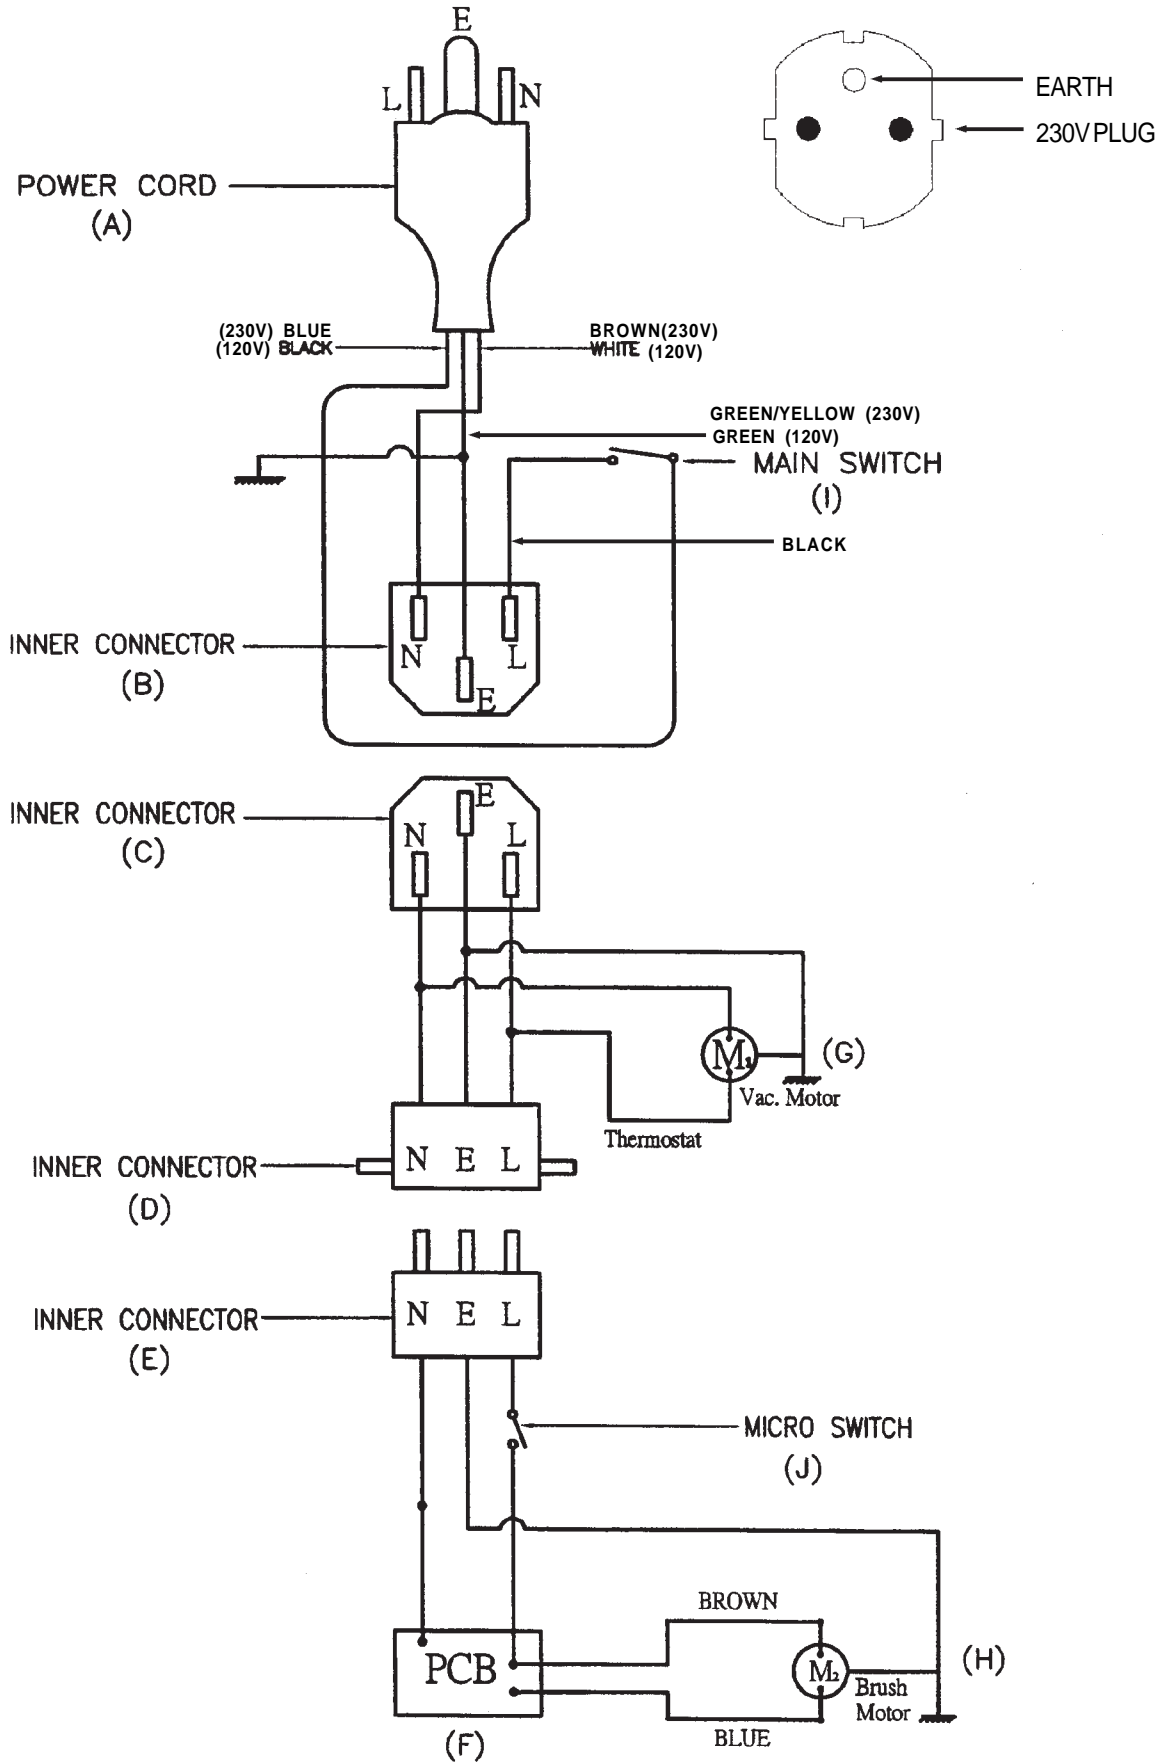 E
L
N
EARTH
230V PLUG
POWER CORD
(A)
(230V) BLUE
(120V) BLACK
BROWN(230V)
WHITE (120V)
GREEN/YELLOW (230V)
GREEN (120V)
MAIN SWITCH
(I)
BLACK
INNER CONNECTOR
(B)
N
L
E
INNER CONNECTOR
(C)
E
N
L
M1
(G)
Vac. Motor
Thermostat
INNER CONNECTOR
(D)
N E L
INNER CONNECTOR
(E)
N E L
MICRO SWITCH
(J)
BROWN
PCB
M2
(H)
Brush
Motor
BLUE
(F)